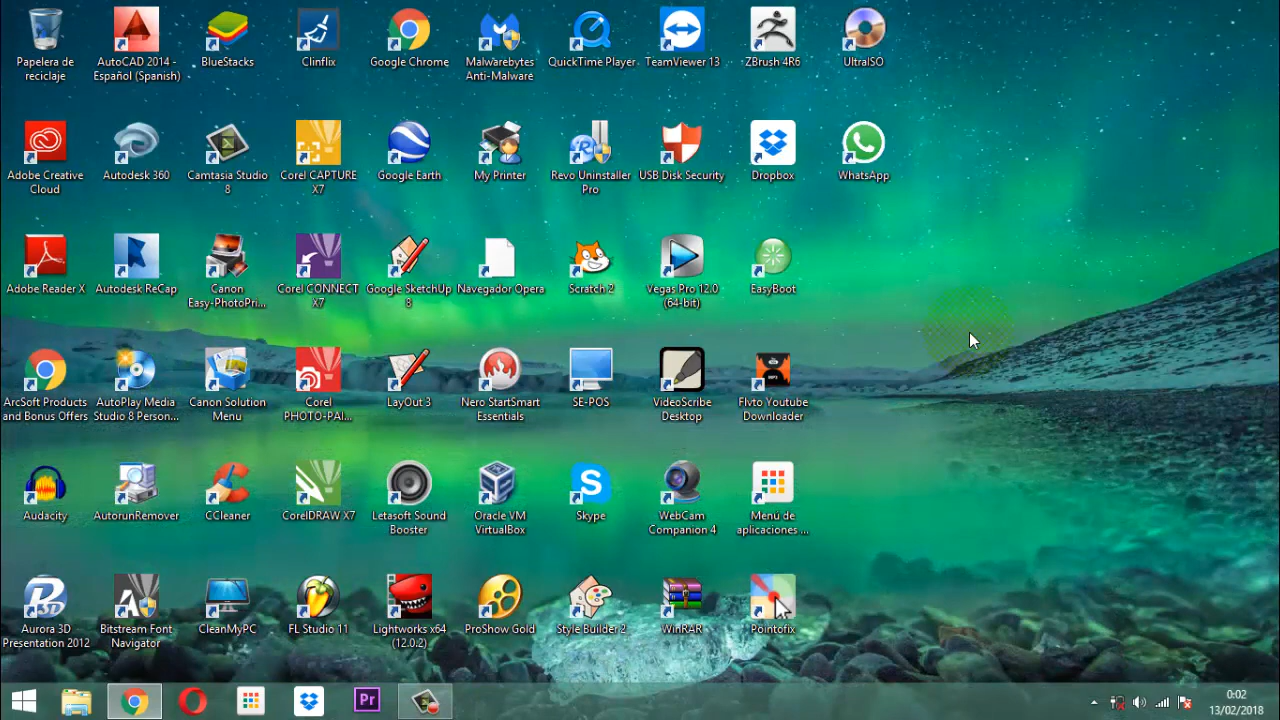 Papelera de
reciclaje
AutoCAD 2014 -
Español (Spanish)
BlueStacks
Clinflix
Google Chrome
Malwarebytes
Anti-Malware
QuickTime Player
TeamViewer 13
ZBrush 4R6
UltraISO
Adobe Creative
Cloud
Autodesk 360
Camtasia Studio
8
Corel CAPTURE
X7
Google Earth
My Printer
Revo Uninstaller
Pro
USB Disk Security
Dropbox
WhatsApp
Adobe Reader X
Autodesk ReCap
Canon
Easy-PhotoPri...
Corel CONNECT
X7
Google SketchUp
8
Navegador Opera
Scratch 2
Vegas Pro 12.0
(64-bit)
EasyBoot
ArcSoft Products
and Bonus Offers
AutoPlay Media
Studio 8 Person...
Canon Solution
Menu
Corel
PHOTO-PAI...
LayOut 3
Nero StartSmart
Essentials
SE-POS
VideoScribe
Desktop
Flvto Youtube
Downloader
Audacity
AutorunRemover
CCleaner
CorelDRAW X7
Letasoft Sound
Booster
Oracle VM
VirtualBox
Skype
WebCam
Companion 4
Menú de
aplicaciones ...
Aurora 3D
Presentation 2012
Bitstream Font
Navigator
CleanMyPC
FL Studio 11
Lightworks x64
(12.0.2)
ProShow Gold
Style Builder 2
WinRAR
Pointofix
Pr
0:02
13/02/2018